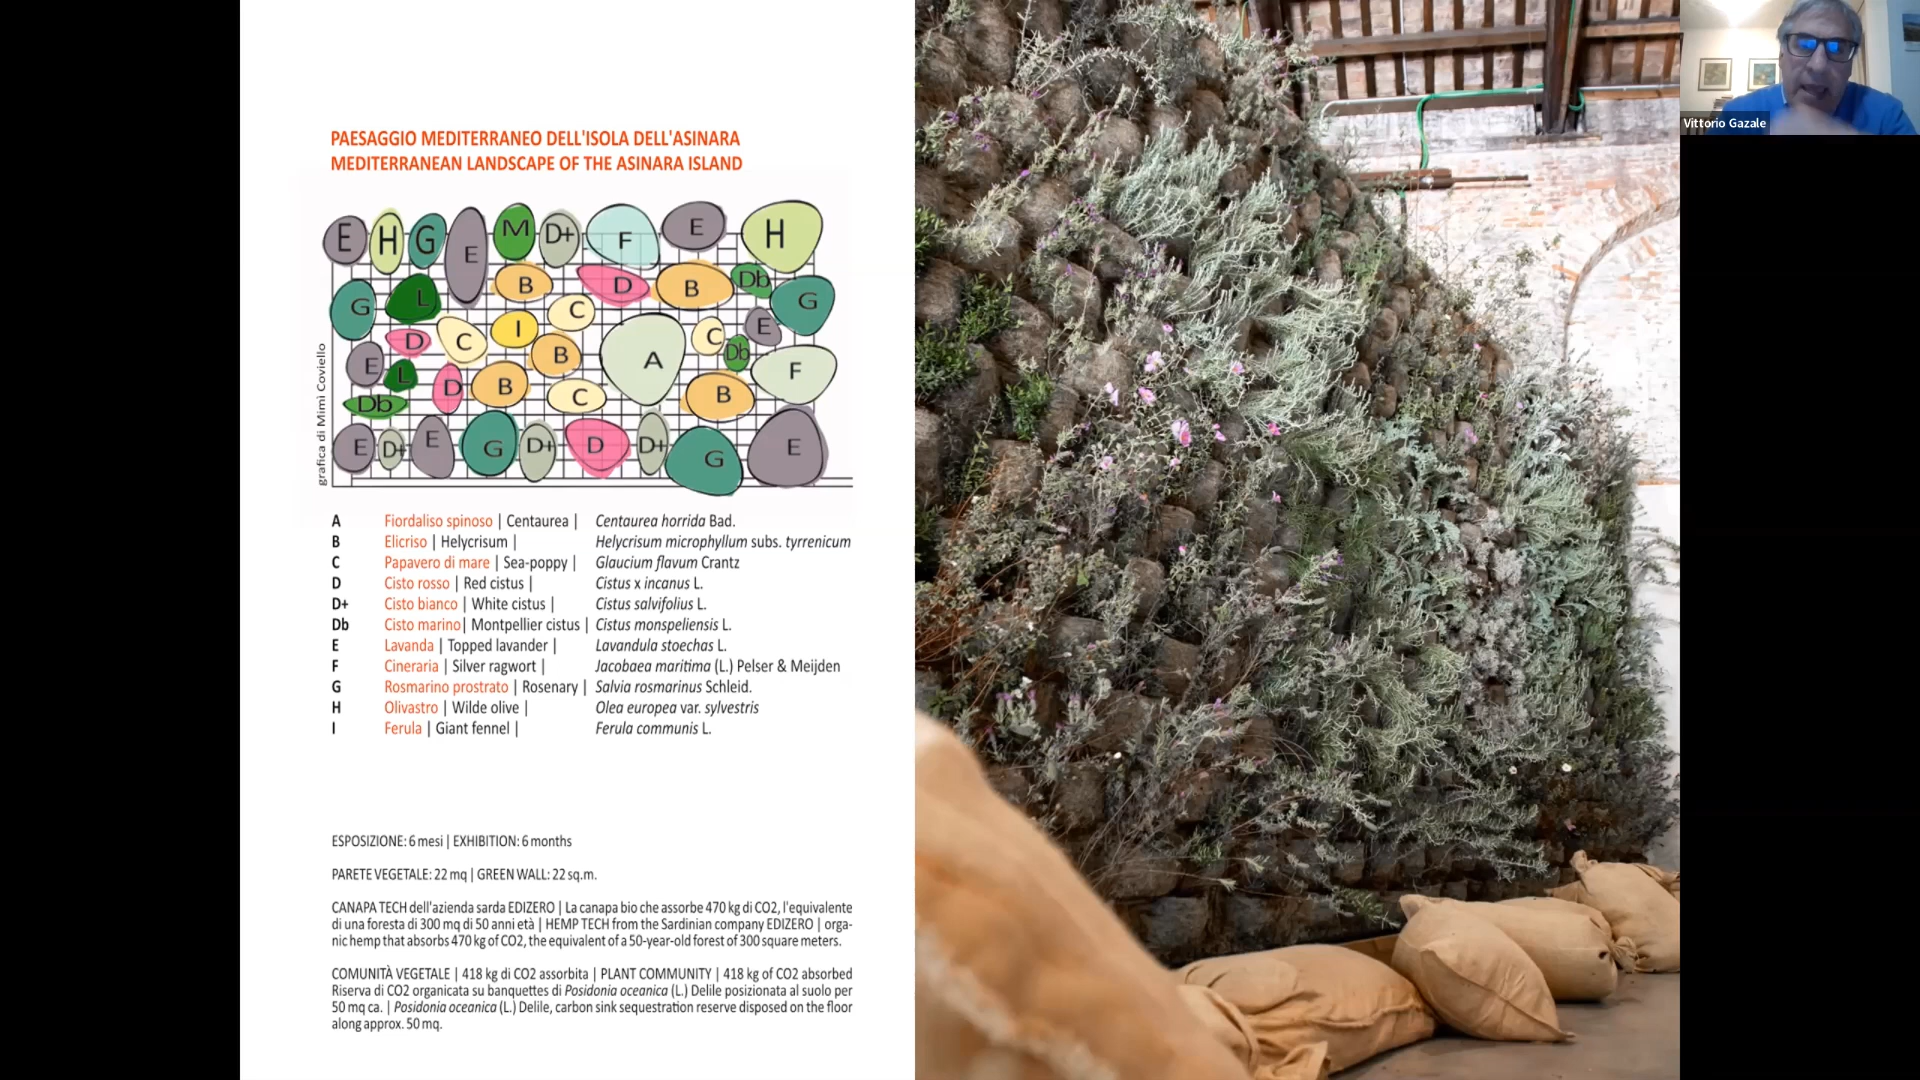 PAESAGGIO MEDITERRANEO DELL'ISOLA DELL'ASINARA
MEDITERRANEAN LANDSCAPE OF THE ASINARA ISLAND
E H G E M D+ F E H
B D B Db
G L C G
I E
D C C
B Db
E A F
L D B B
Db C
E D+ E G D+ D D+ G E
grafica di Mimì Coviello
A Fiordaliso spinoso | Centaurea | Centaurea horrida Bad.
B Elicriso | Helycrisum | Helycrisum microphyllum subs. tyrrenicum
C Papavero di mare | Sea-poppy | Glaucium flavum Crantz
D Cisto rosso | Red cistus | Cistus x incanus L.
D+ Cisto bianco | White cistus | Cistus salvifolius L.
Db Cisto marino | Montpellier cistus | Cistus monspeliensis L.
E Lavanda | Topped lavander | Lavandula stoechas L.
F Cineraria | Silver ragwort | Jacobaea maritima (L.) Pelser & Meijden
G Rosmarino prostrato | Rosenary | Salvia rosmarinus Schleid.
H Olivastro | Wilde olive | Olea europea var. sylvestris
I Ferula | Giant fennel | Ferula communis L.
ESPOSIZIONE: 6 mesi | EXHIBITION: 6 months
PARETE VEGETALE: 22 mq | GREEN WALL: 22 sq.m.
CANAPA TECH dell'azienda sarda EDIZERO | La canapa bio che assorbe 470 kg di CO2, l'equivalente
di una foresta di 300 mq di 50 anni età | HEMP TECH from the Sardinian company EDIZERO | orga-
nic hemp that absorbs 470 kg of CO2, the equivalent of a 50-year-old forest of 300 square meters.
COMUNITÀ VEGETALE | 418 kg di CO2 assorbita | PLANT COMMUNITY | 418 kg of CO2 absorbed
Riserva di CO2 organicata su banquettes di Posidonia oceanica (L.) Delile posizionata al suolo per
50 mq ca. | Posidonia oceanica (L.) Delile, carbon sink sequestration reserve disposed on the floor
along approx. 50 mq.
Vittorio Gazale